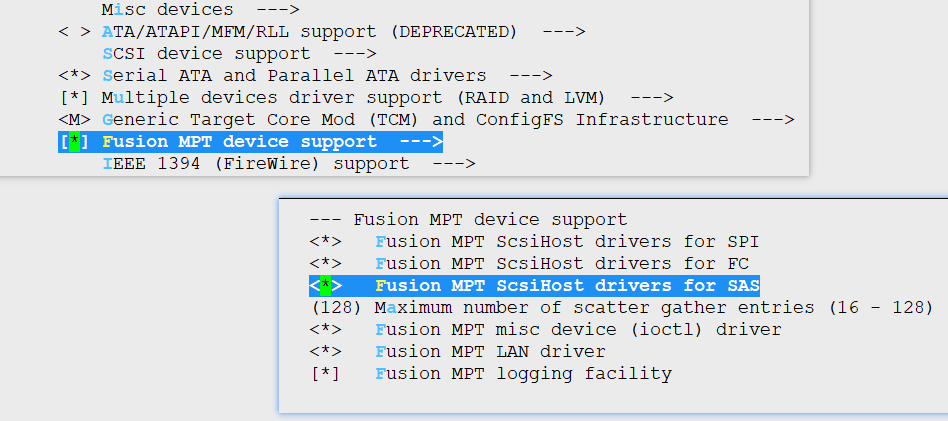 Misc devices --->
< > ATA/ATAPI/MFM/RLL support (DEPRECATED) --->
SCSI device support --->
<*> Serial ATA and Parallel ATA drivers --->
[*] Multiple devices driver support (RAID and LVM) --->
<M> Generic Target Core Mod (TCM) and ConfigFS Infrastructure --->
[*] Fusion MPT device support --->
IEEE 1394 (FireWire) support --->
--- Fusion MPT device support
<*> Fusion MPT ScsiHost drivers for SPI
<*> Fusion MPT ScsiHost drivers for FC
<*> Fusion MPT ScsiHost drivers for SAS
(128) Maximum number of scatter gather entries (16 - 128)
<*> Fusion MPT misc device (ioctl) driver
<*> Fusion MPT LAN driver
[*] Fusion MPT logging facility